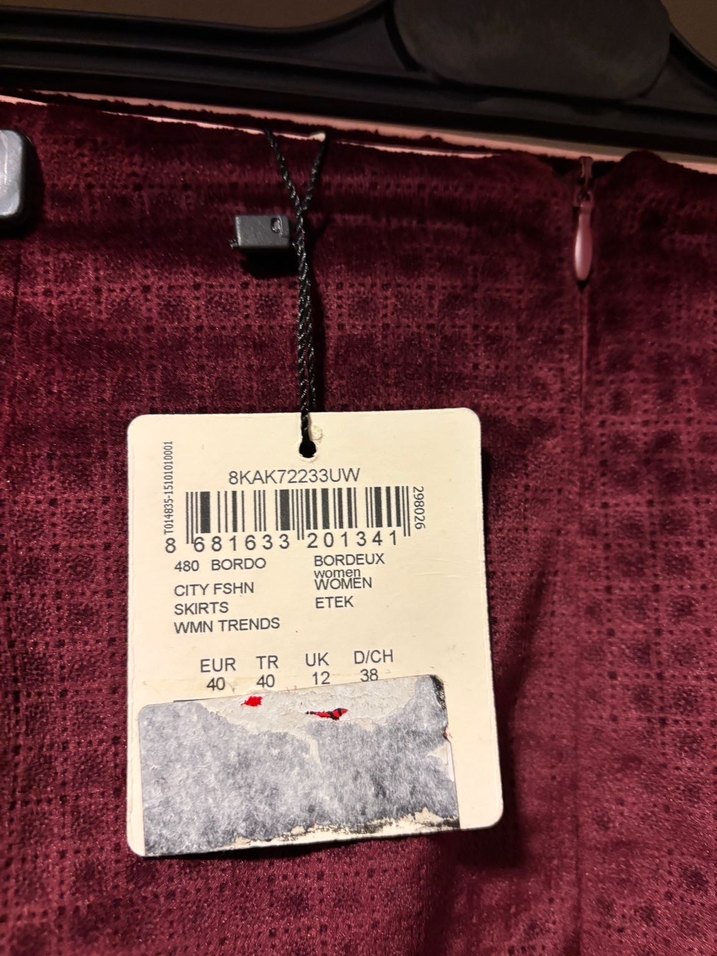 8KAK72233UW
T014835-15101010001
298026
8 681633 201341
480 BORDO BORDEUX
women
CITY FSHN WOMEN
SKIRTS ETEK
WMN TRENDS
EUR TR UK D/CH
40 40 12 38